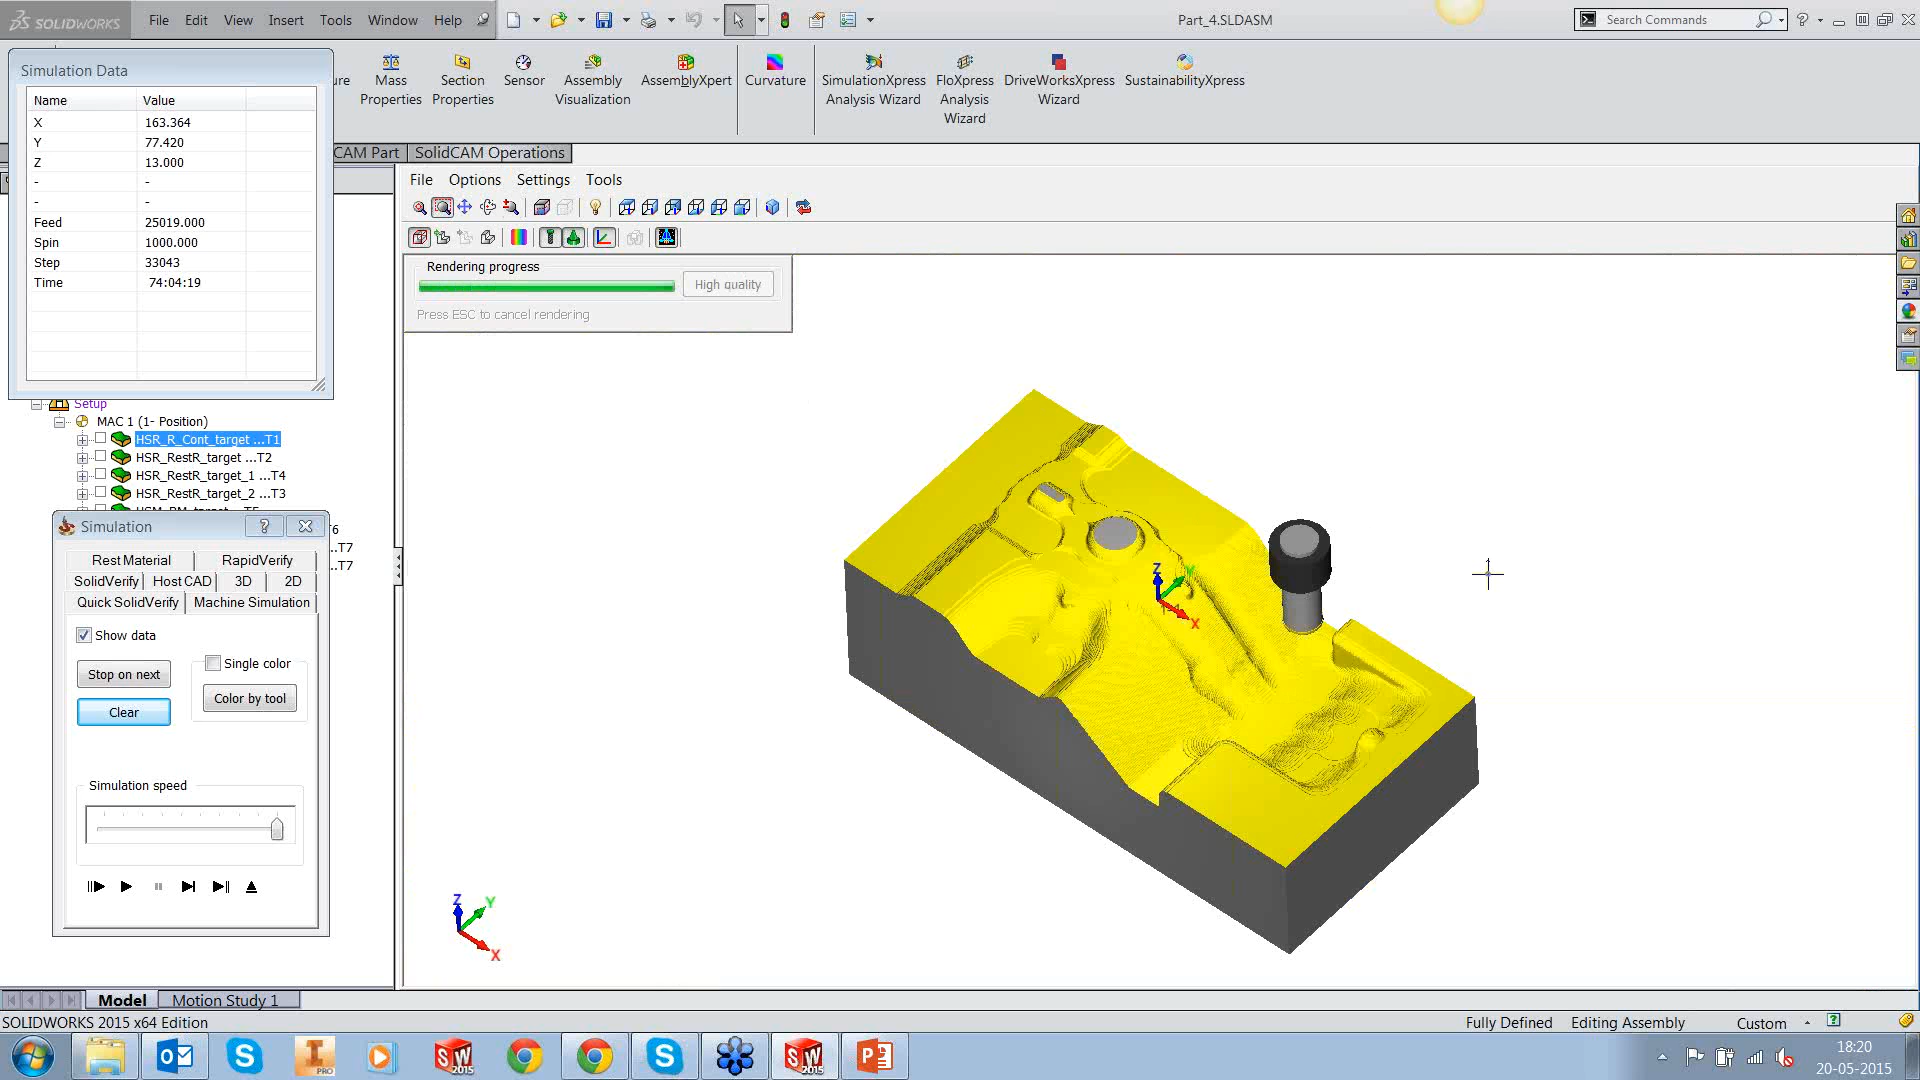 SOLIDWORKS File Edit View Insert Tools Window Help Part_4.SLDASM Search Commands
Simulation Data
Name Value
X 163.364
Y 77.420
Z 13.000
- -
- -
Feed 25019.000
Spin 1000.000
Step 33043
Time 74:04:19
Mass Properties
Section Properties
Sensor
Assembly Visualization
AssemblyXpert
Curvature
SimulationXpress Analysis Wizard
FloXpress Analysis Wizard
DriveWorksXpress Wizard
SustainabilityXpress
CAM Part SolidCAM Operations
File Options Settings Tools
Rendering progress
High quality
Press ESC to cancel rendering
Setup
MAC 1 (1- Position)
HSR_R_Cont_target ...T1
HSR_RestR_target ...T2
HSR_RestR_target_1 ...T4
HSR_RestR_target_2 ...T3
...T7
...T7
Simulation
Rest Material RapidVerify
SolidVerify Host CAD 3D 2D
Quick SolidVerify Machine Simulation
Show data
Stop on next
Single color
Color by tool
Clear
Simulation speed
Z Y X
Z Y X
Model Motion Study 1
SOLIDWORKS 2015 x64 Edition Fully Defined Editing Assembly Custom
18:20
20-05-2015